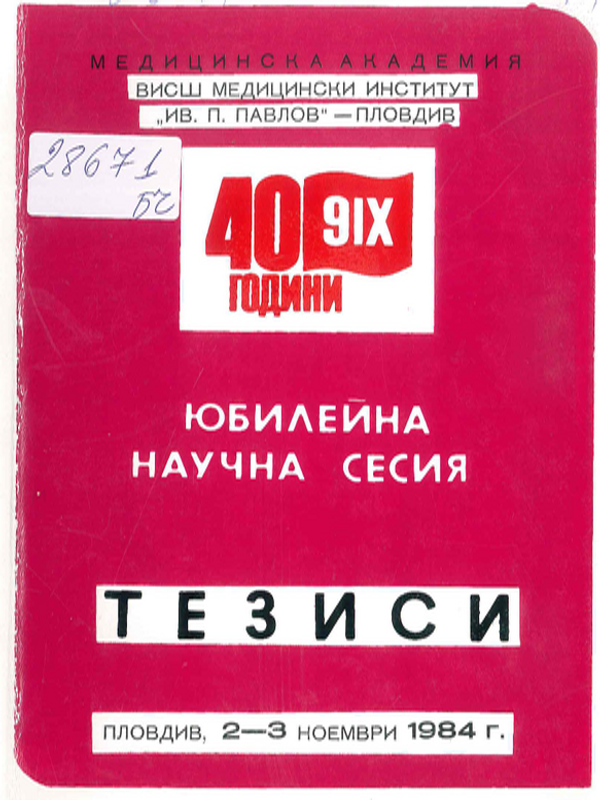 МЕДИЦИНСКА АКАДЕМИЯ
ВИСШ МЕДИЦИНСКИ ИНСТИТУТ
„ИВ. П. ПАВЛОВ" — ПЛОВДИВ
28671
БС
40 9IX
ГОДИНИ
ЮБИЛЕЙНА
НАУЧНА СЕСИЯ
ТЕЗИСИ
ПЛОВДИВ, 2—3 НОЕМВРИ 1984 г.